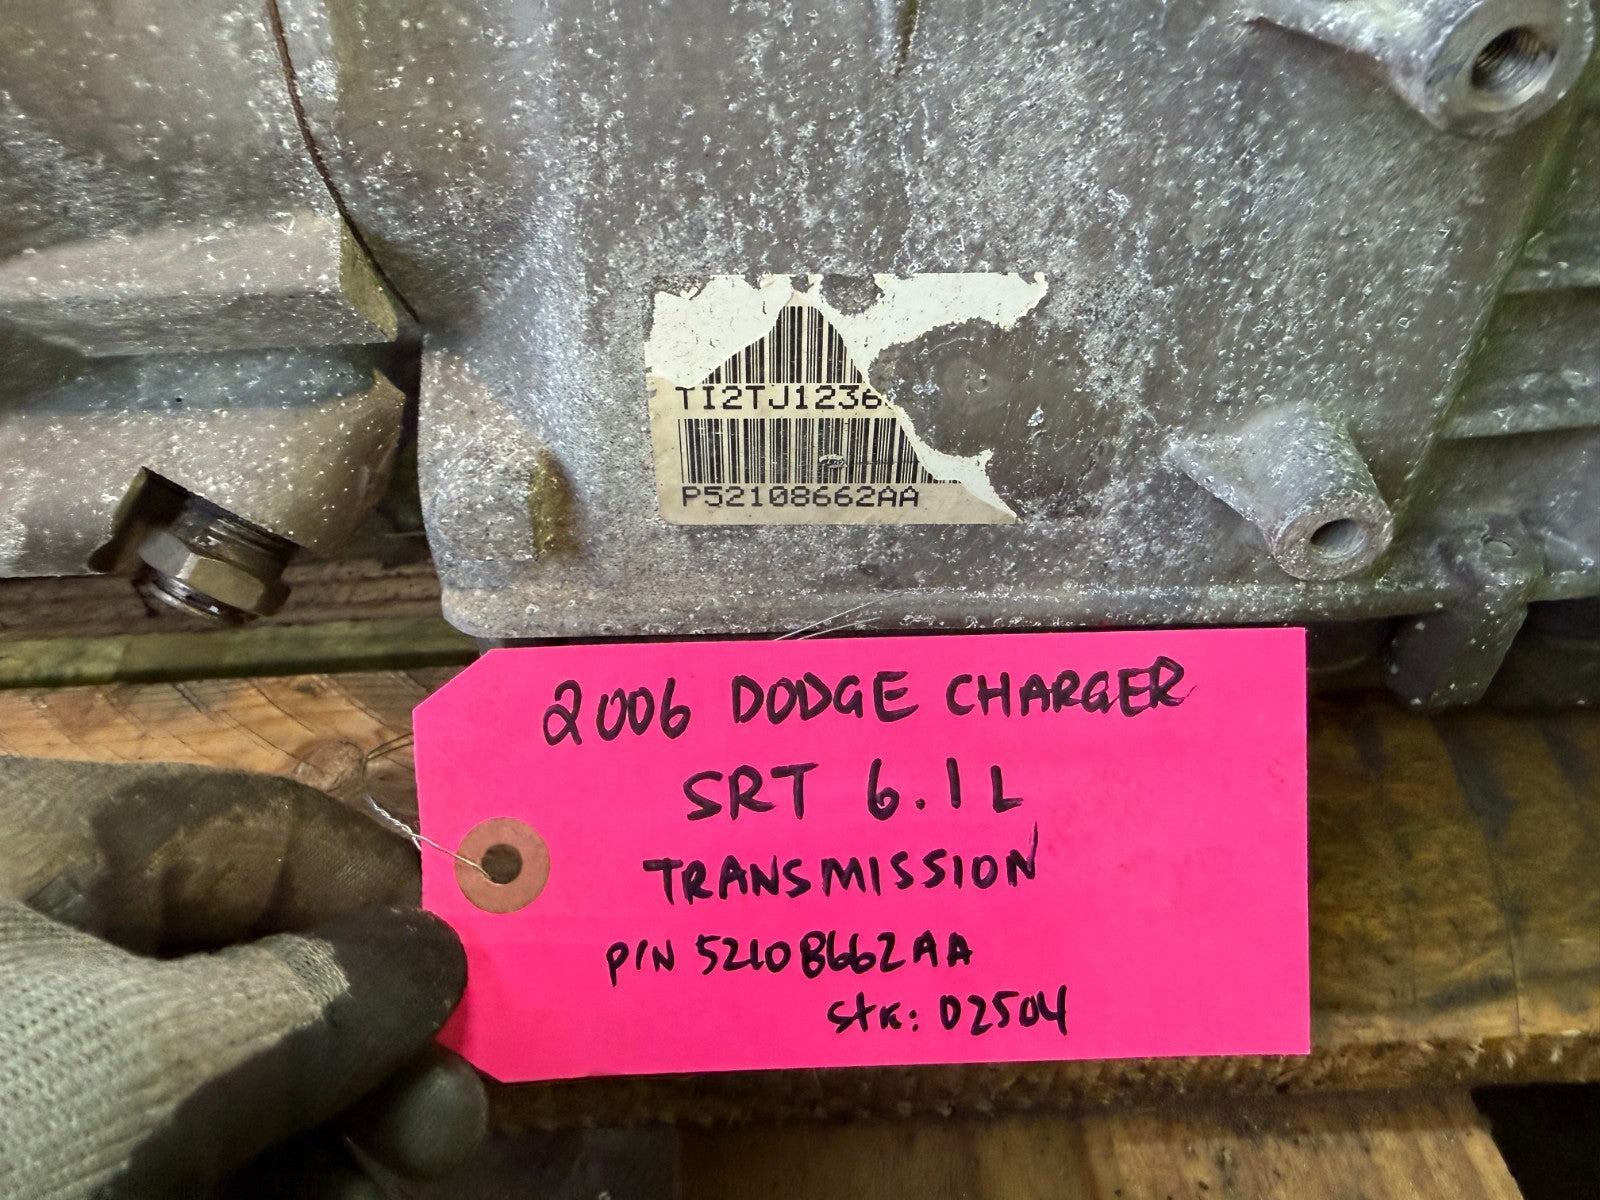 TI2TJ1236
P52108662AA
2006 DODGE CHARGER
SRT 6.1L
TRANSMISSION
P/N 52108662AA
Stk: 02504